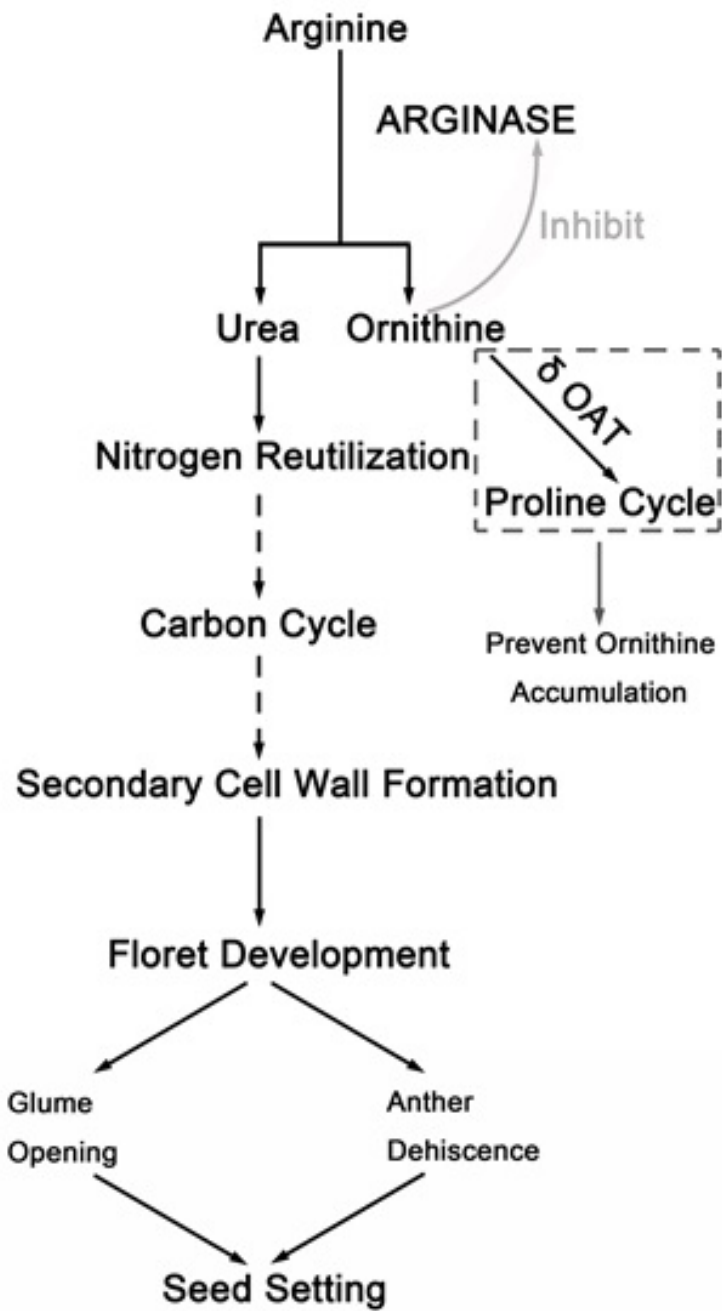 Arginine
ARGINASE
Inhibit
Urea
Ornithine
δ OAT
Nitrogen Reutilization
Proline Cycle
Carbon Cycle
Prevent Ornithine
Accumulation
Secondary Cell Wall Formation
Floret Development
Glume
Opening
Anther
Dehiscence
Seed Setting